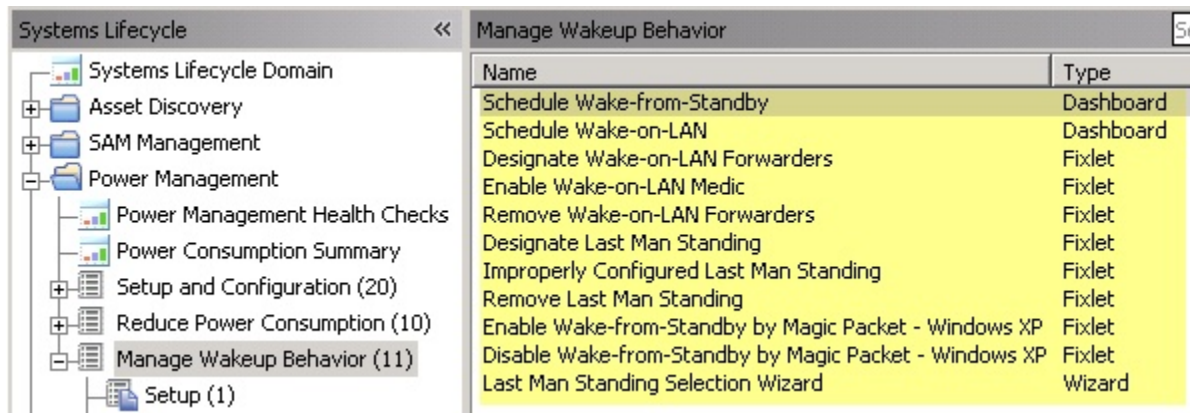 Systems Lifecycle «
Systems Lifecycle Domain
Asset Discovery
SAM Management
Power Management
Power Management Health Checks
Power Consumption Summary
Setup and Configuration (20)
Reduce Power Consumption (10)
Manage Wakeup Behavior (11)
Setup (1)
Manage Wakeup Behavior
Name Type
Schedule Wake-from-Standby Dashboard
Schedule Wake-on-LAN Dashboard
Designate Wake-on-LAN Forwarders Fixlet
Enable Wake-on-LAN Medic Fixlet
Remove Wake-on-LAN Forwarders Fixlet
Designate Last Man Standing Fixlet
Improperly Configured Last Man Standing Fixlet
Remove Last Man Standing Fixlet
Enable Wake-from-Standby by Magic Packet - Windows XP Fixlet
Disable Wake-from-Standby by Magic Packet - Windows XP Fixlet
Last Man Standing Selection Wizard Wizard